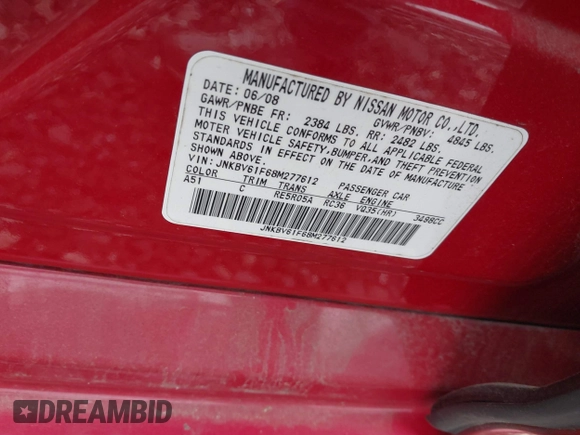 MANUFACTURED BY NISSAN MOTOR CO.,LTD.
DATE: 06/08 GVWR/PNBV: 4845 LBS.
GAWR/PNBE FR: 2384 LBS. RR: 2482 LBS.
THIS VEHICLE CONFORMS TO ALL APPLICABLE FEDERAL
MOTOR VEHICLE SAFETY,BUMPER,AND THEFT PREVENTION
STANDARDS IN EFFECT ON THE DATE OF MANUFACTURE
SHOWN ABOVE.
VIN: JNKBV61F68M277612 PASSENGER CAR
COLOR TRIM TRANS AXLE ENGINE
A51 C RE5R05A RC36 VQ35(HR) 3498CC
JNKBV61F68M277612
DREAMBID